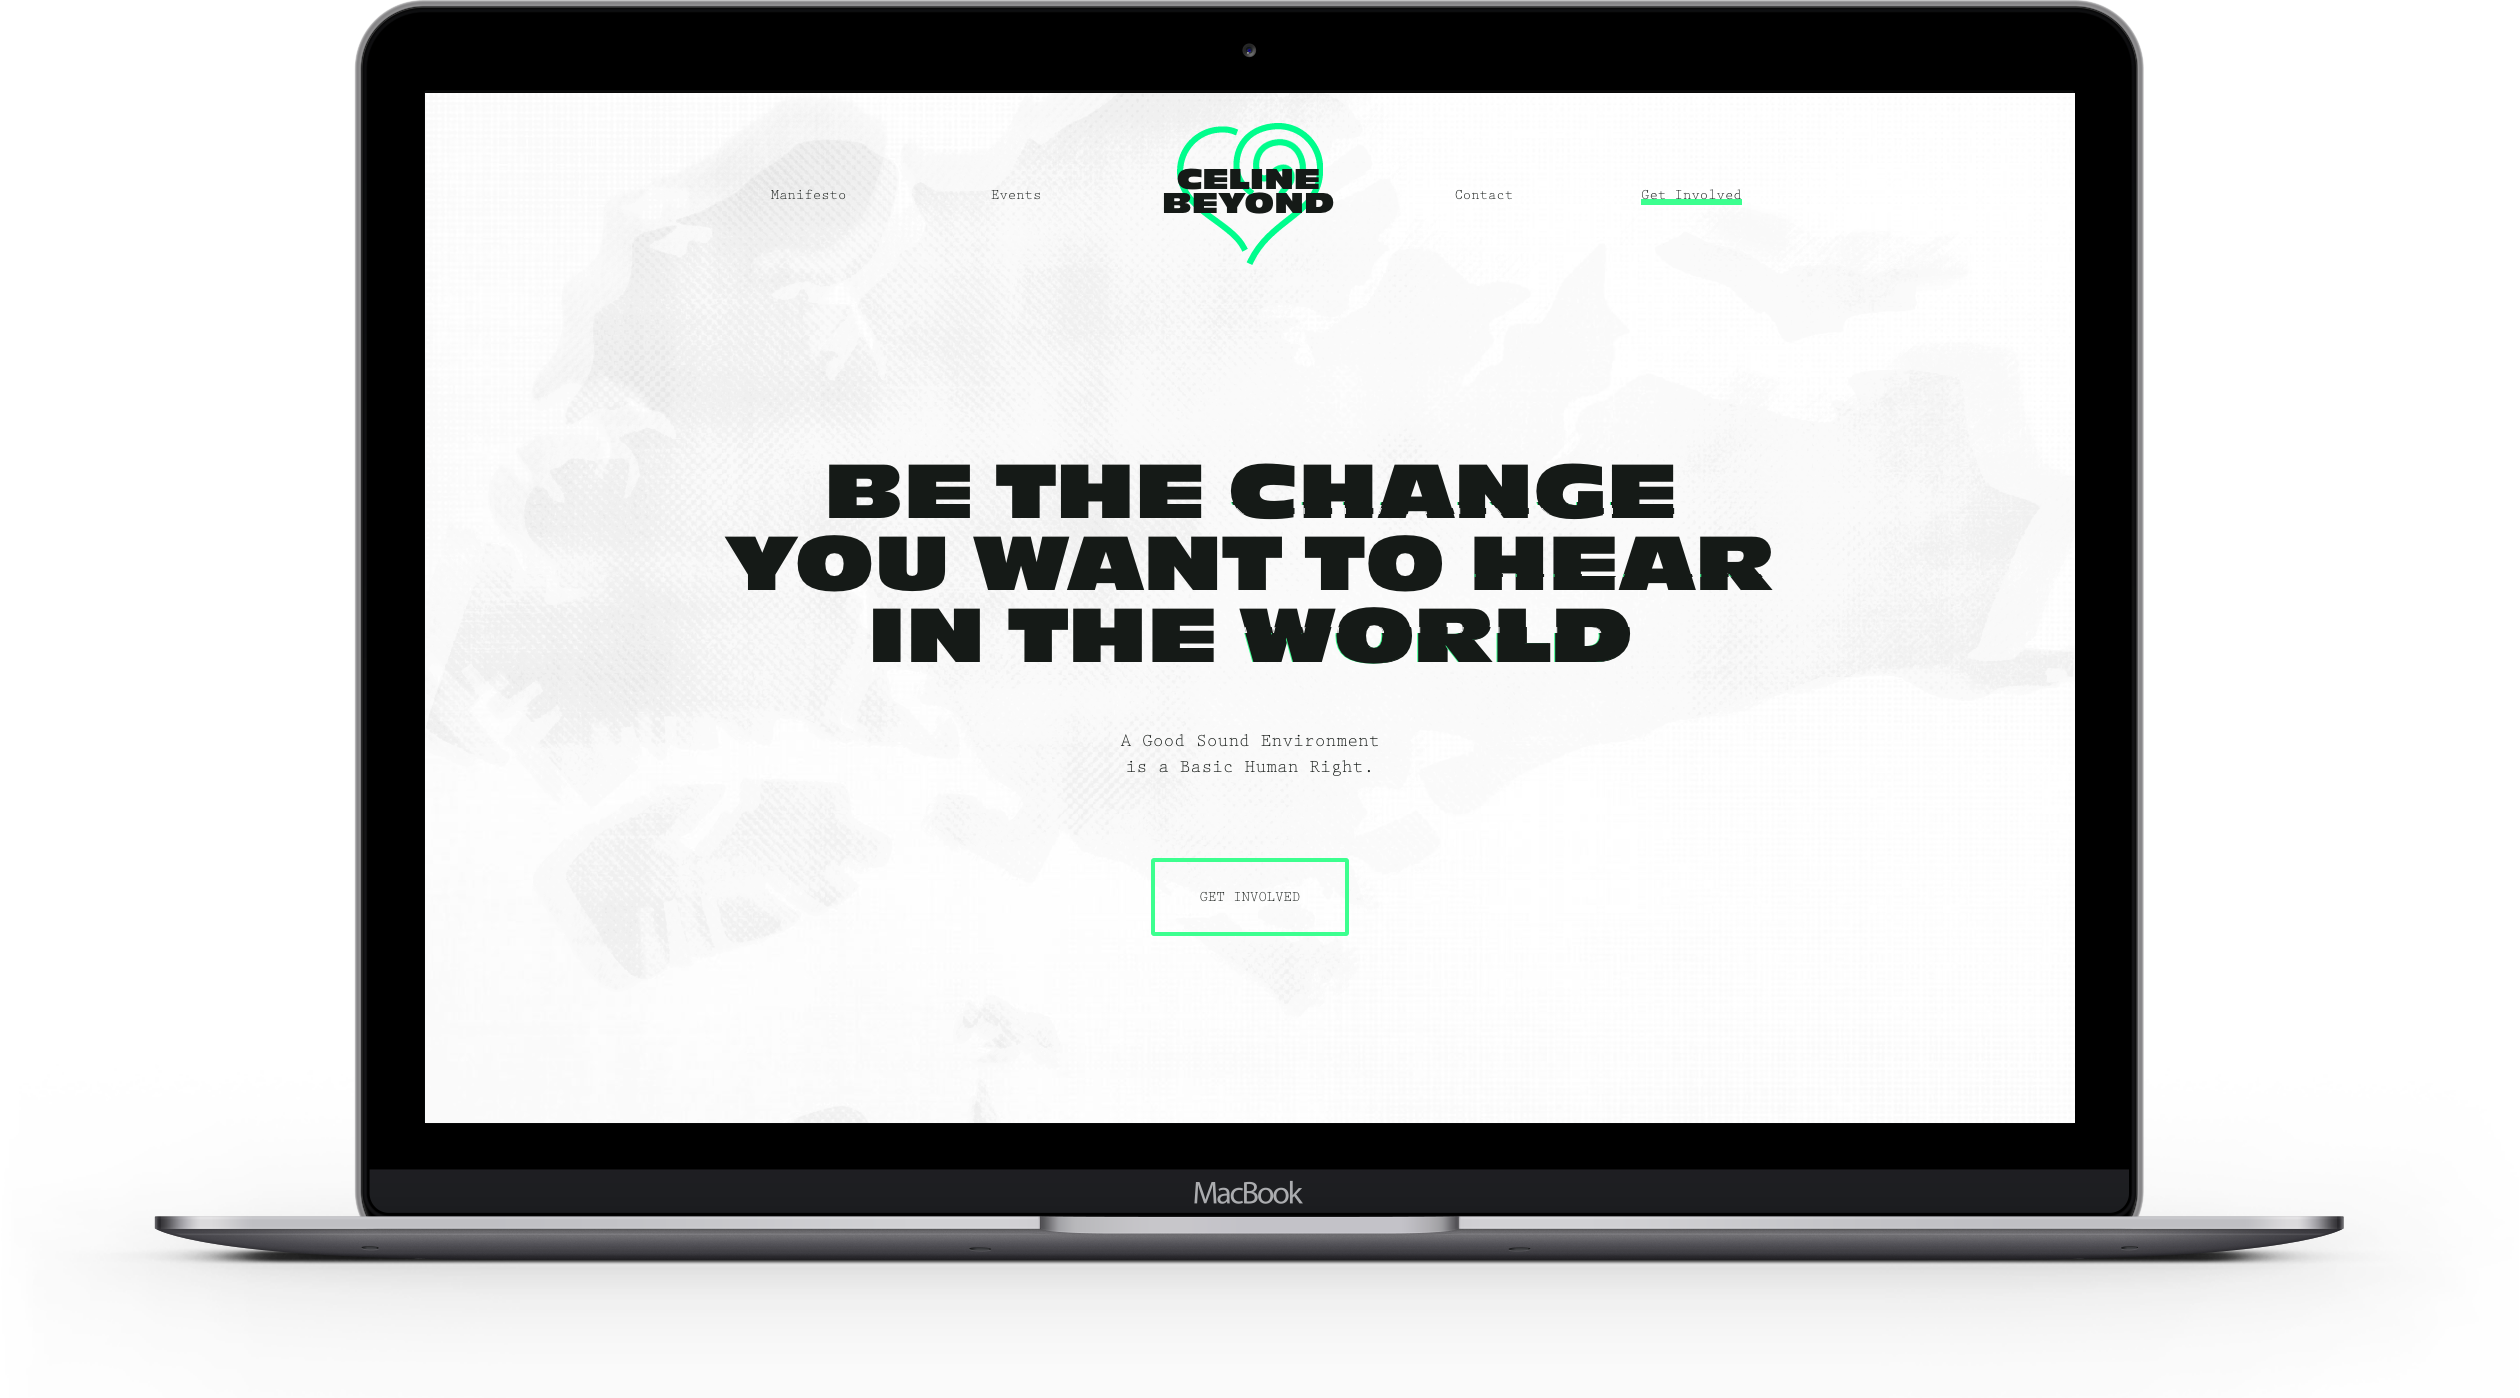 Manifesto
Events
CELINE
BEYOND
Contact
Get Involved
BE THE CHANGE
YOU WANT TO HEAR
IN THE WORLD
A Good Sound Environment
is a Basic Human Right.
GET INVOLVED
MacBook